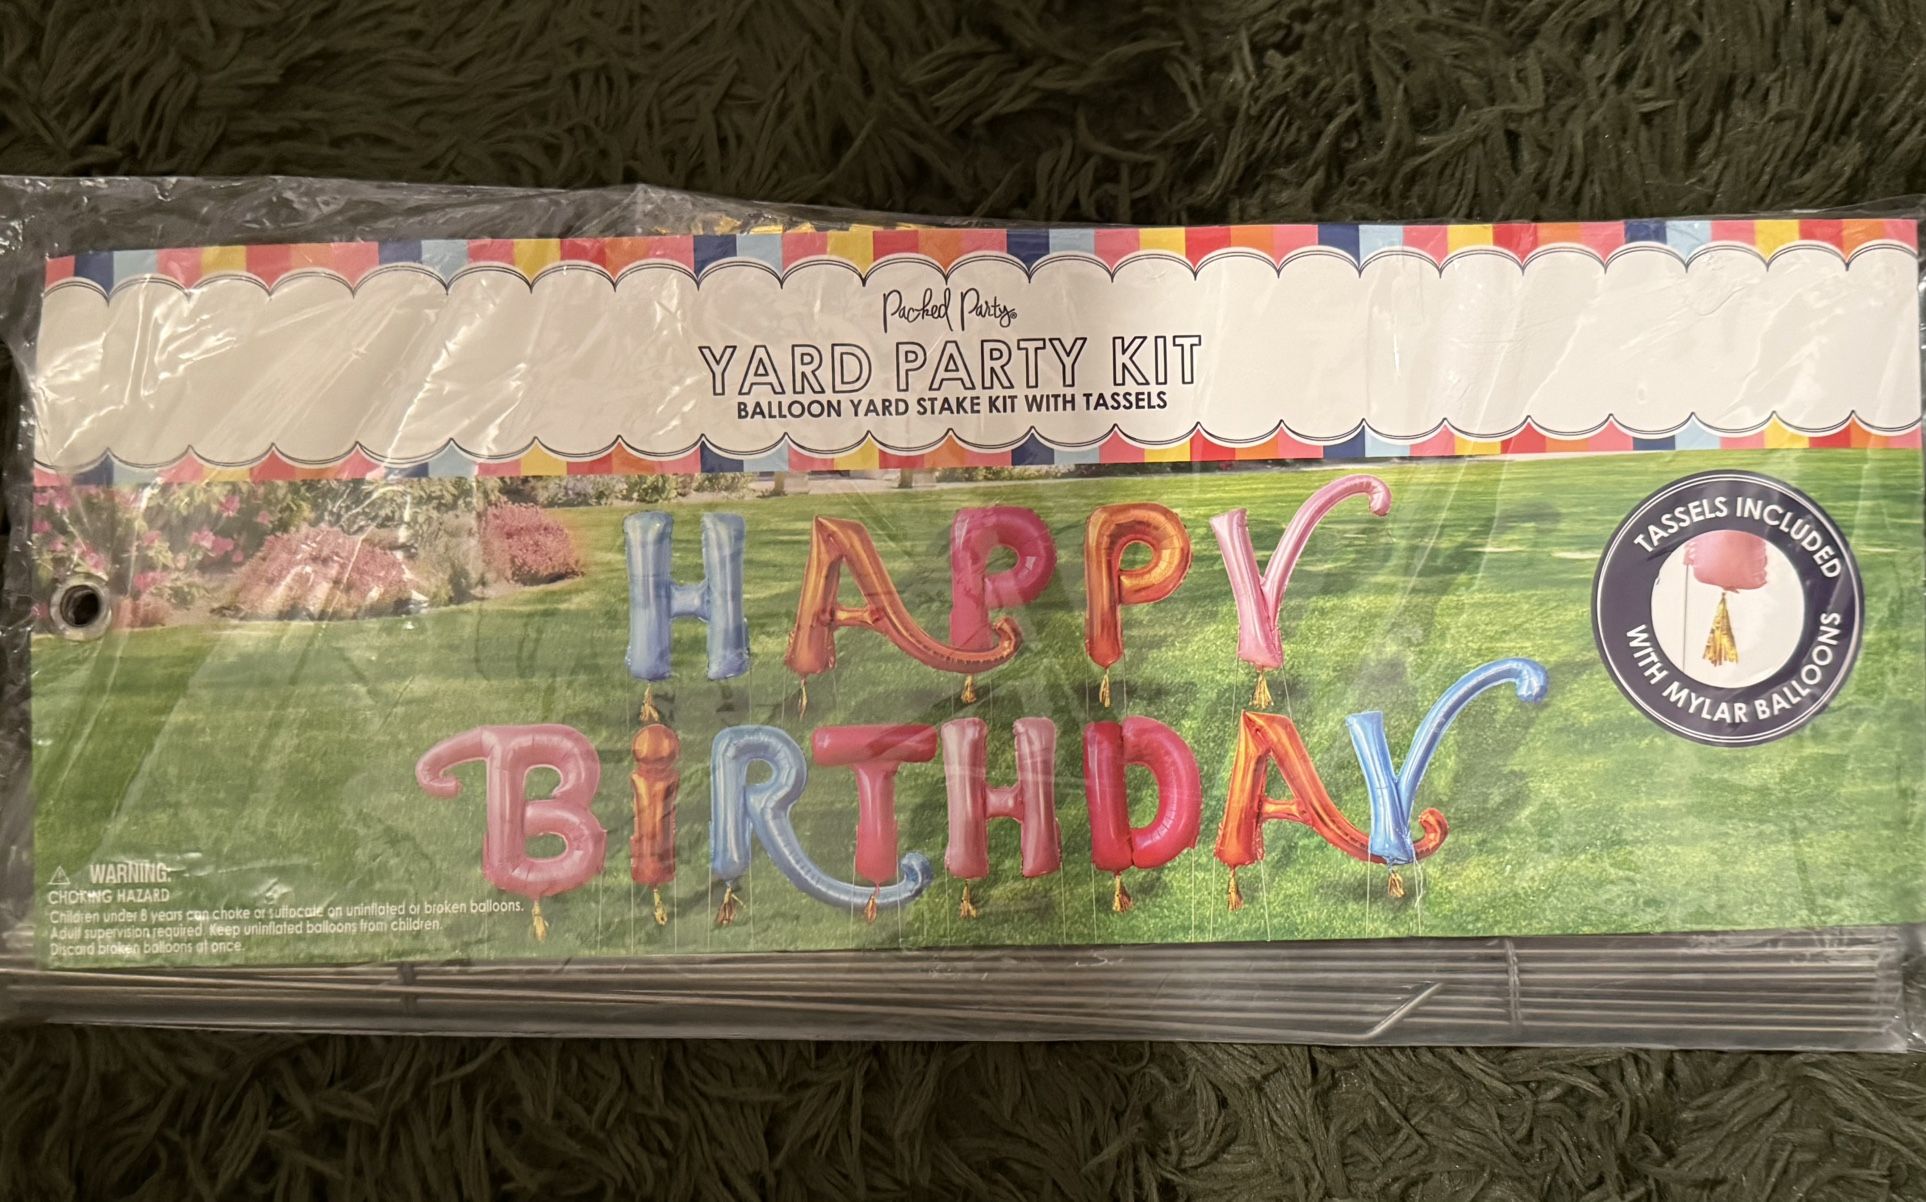 Packed Party®
YARD PARTY KIT
BALLOON YARD STAKE KIT WITH TASSELS
HAPPY
BiRTHDAY
TASSELS INCLUDED
WITH MYLAR BALLOONS
WARNING:
CHOKING HAZARD
Children under 8 years can choke or suffocate on uninflated or broken balloons.
Adult supervision required. Keep uninflated balloons from children.
Discard broken balloons at once.